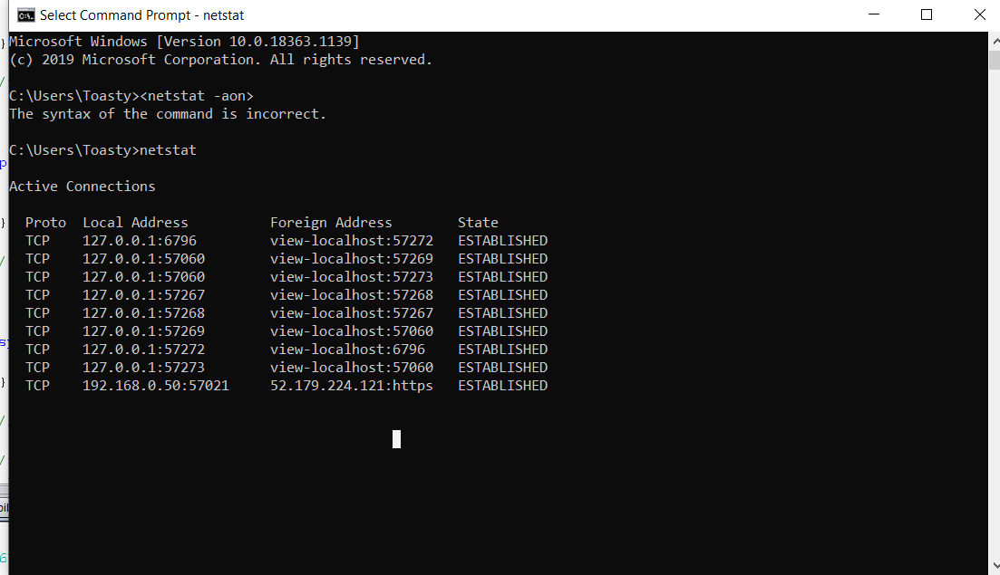 Select Command Prompt - netstat
Microsoft Windows [Version 10.0.18363.1139]
(c) 2019 Microsoft Corporation. All rights reserved.
C:\Users\Toasty><netstat -aon>
The syntax of the command is incorrect.
C:\Users\Toasty>netstat
Active Connections
Proto  Local Address          Foreign Address        State
TCP    127.0.0.1:6796         view-localhost:57272   ESTABLISHED
TCP    127.0.0.1:57060        view-localhost:57269   ESTABLISHED
TCP    127.0.0.1:57060        view-localhost:57273   ESTABLISHED
TCP    127.0.0.1:57267        view-localhost:57268   ESTABLISHED
TCP    127.0.0.1:57268        view-localhost:57267   ESTABLISHED
TCP    127.0.0.1:57269        view-localhost:57060   ESTABLISHED
TCP    127.0.0.1:57272        view-localhost:6796    ESTABLISHED
TCP    127.0.0.1:57273        view-localhost:57060   ESTABLISHED
TCP    192.168.0.50:57021     52.179.224.121:https   ESTABLISHED